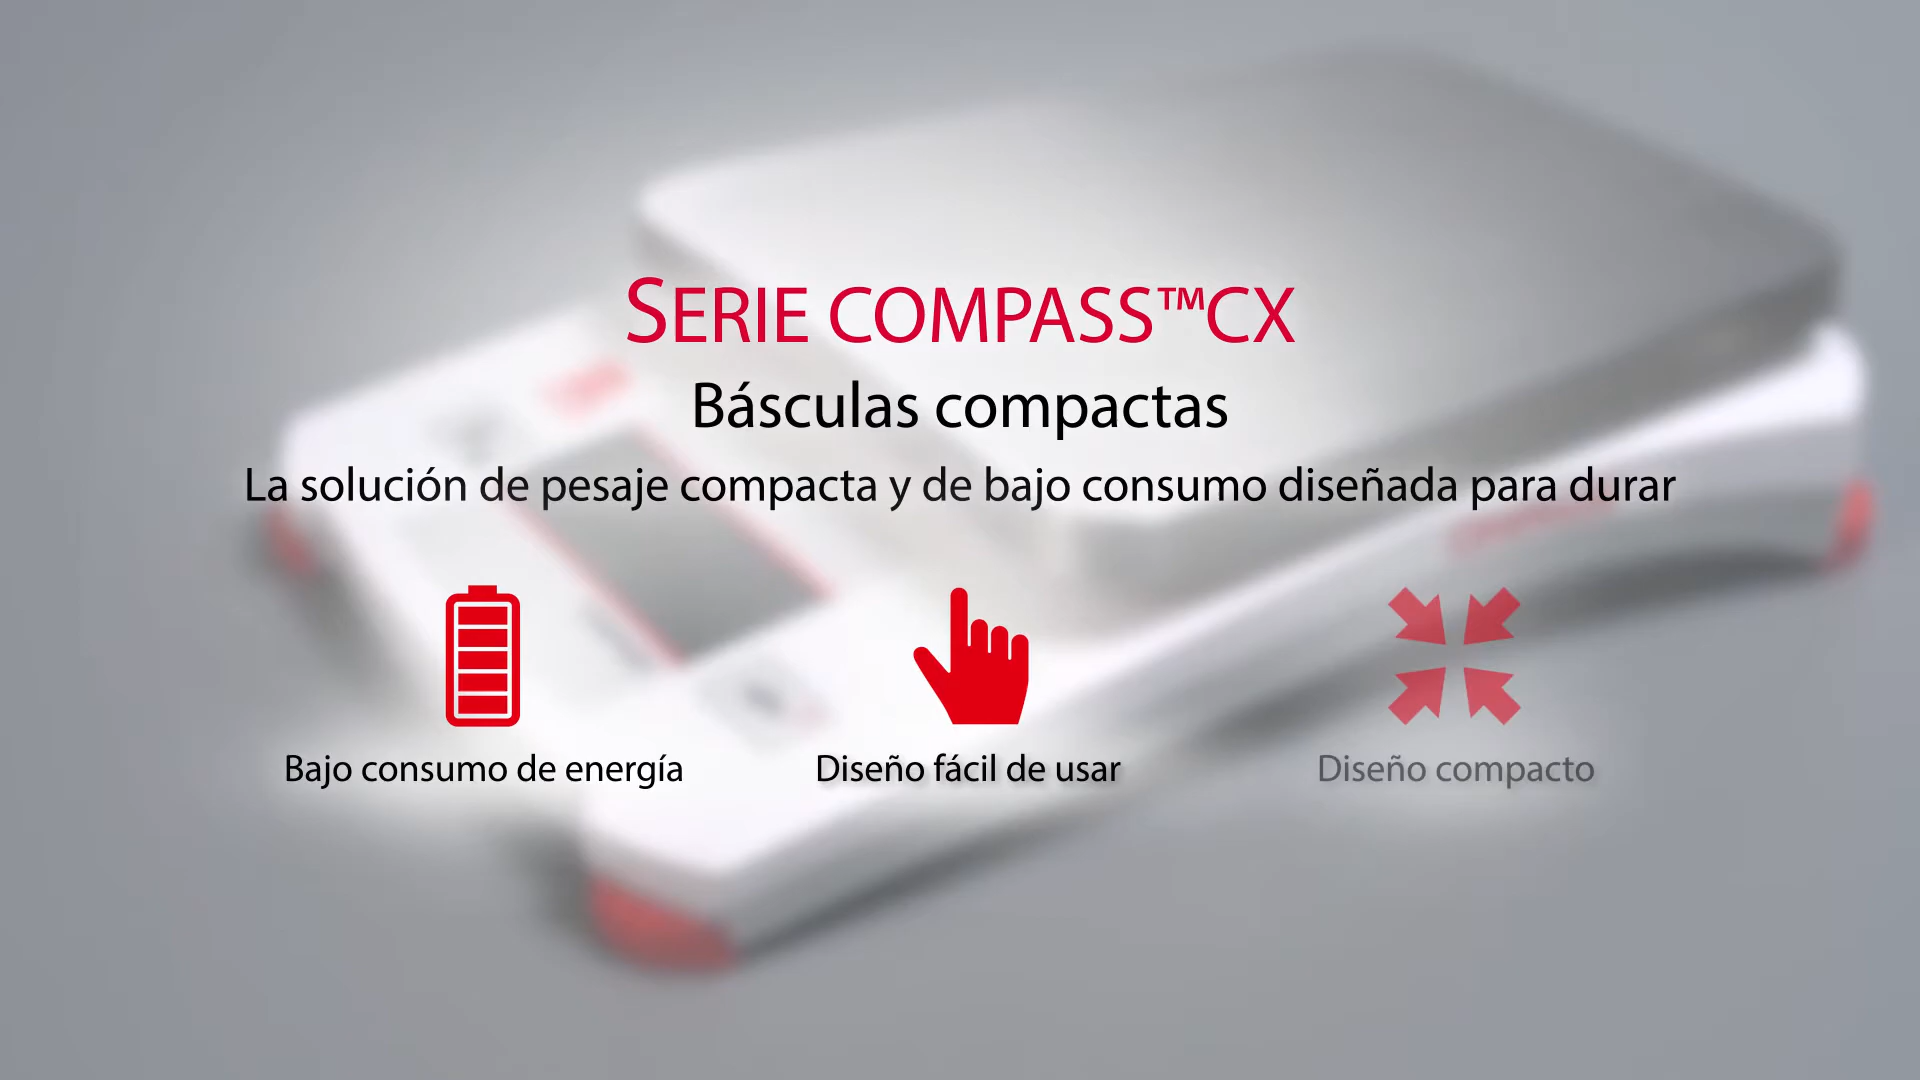 SERIE COMPASS™CX
Básculas compactas
La solución de pesaje compacta y de bajo consumo diseñada para durar
Bajo consumo de energía
Diseño fácil de usar
Diseño compacto